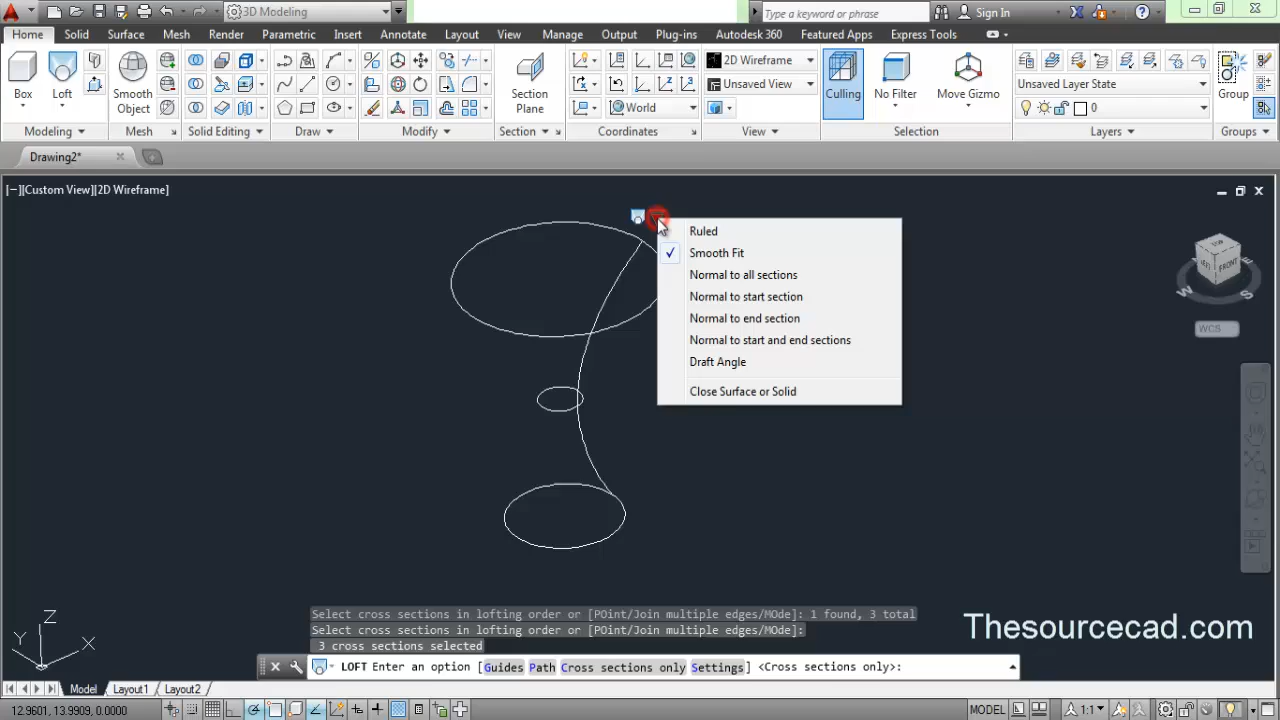 3D Modeling
Type a keyword or phrase
Sign In
Home Solid Surface Mesh Render Parametric Insert Annotate Layout View Manage Output Plug-ins Autodesk 360 Featured Apps Express Tools
2D Wireframe
Unsaved Layer State
Unsaved View
Box Loft Smooth Object Section Plane Culling No Filter Move Gizmo Group
World
0
Modeling Mesh Solid Editing Draw Modify Section Coordinates View Selection Layers Groups
Drawing2*
[−][Custom View][2D Wireframe]
Ruled
Smooth Fit
Normal to all sections
Normal to start section
Normal to end section
Normal to start and end sections
Draft Angle
Close Surface or Solid
TOP
LEFT
FRONT
W
S
E
WCS
Select cross sections in lofting order or [POint/Join multiple edges/MOde]: 1 found, 3 total
Select cross sections in lofting order or [POint/Join multiple edges/MOde]:
3 cross sections selected
LOFT Enter an option [Guides Path Cross sections only Settings] <Cross sections only>:
Thesourcecad.com
Z
Y
X
Model Layout1 Layout2
12.9601, 13.9909, 0.0000
MODEL
1:1